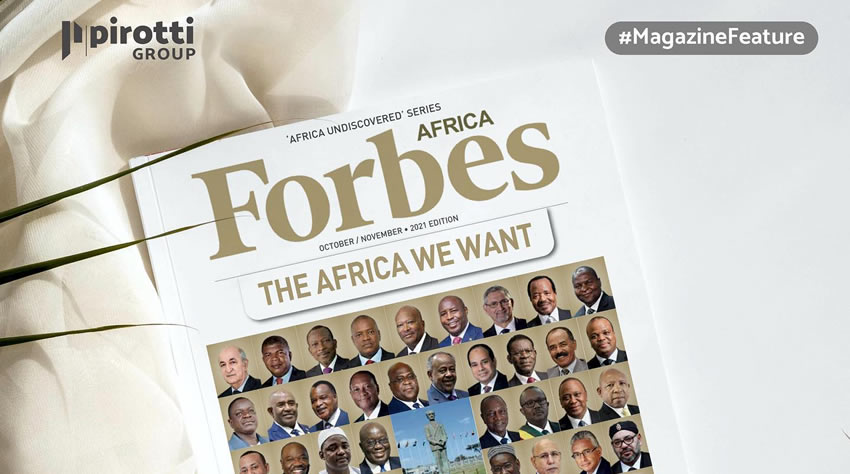 pirotti
GROUP
#MagazineFeature
'AFRICA UNDISCOVERED' SERIES
AFRICA
Forbes
OCTOBER / NOVEMBER • 2021 EDITION
THE AFRICA WE WANT